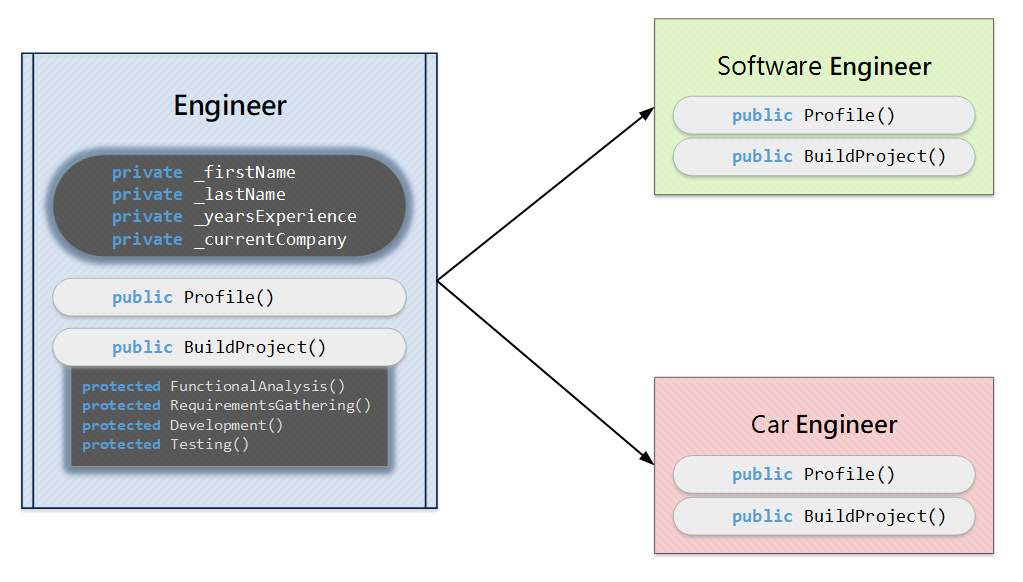 Engineer
private _firstName
private _lastName
private _yearsExperience
private _currentCompany
public Profile()
public BuildProject()
protected FunctionalAnalysis()
protected RequirementsGathering()
protected Development()
protected Testing()
Software Engineer
public Profile()
public BuildProject()
Car Engineer
public Profile()
public BuildProject()